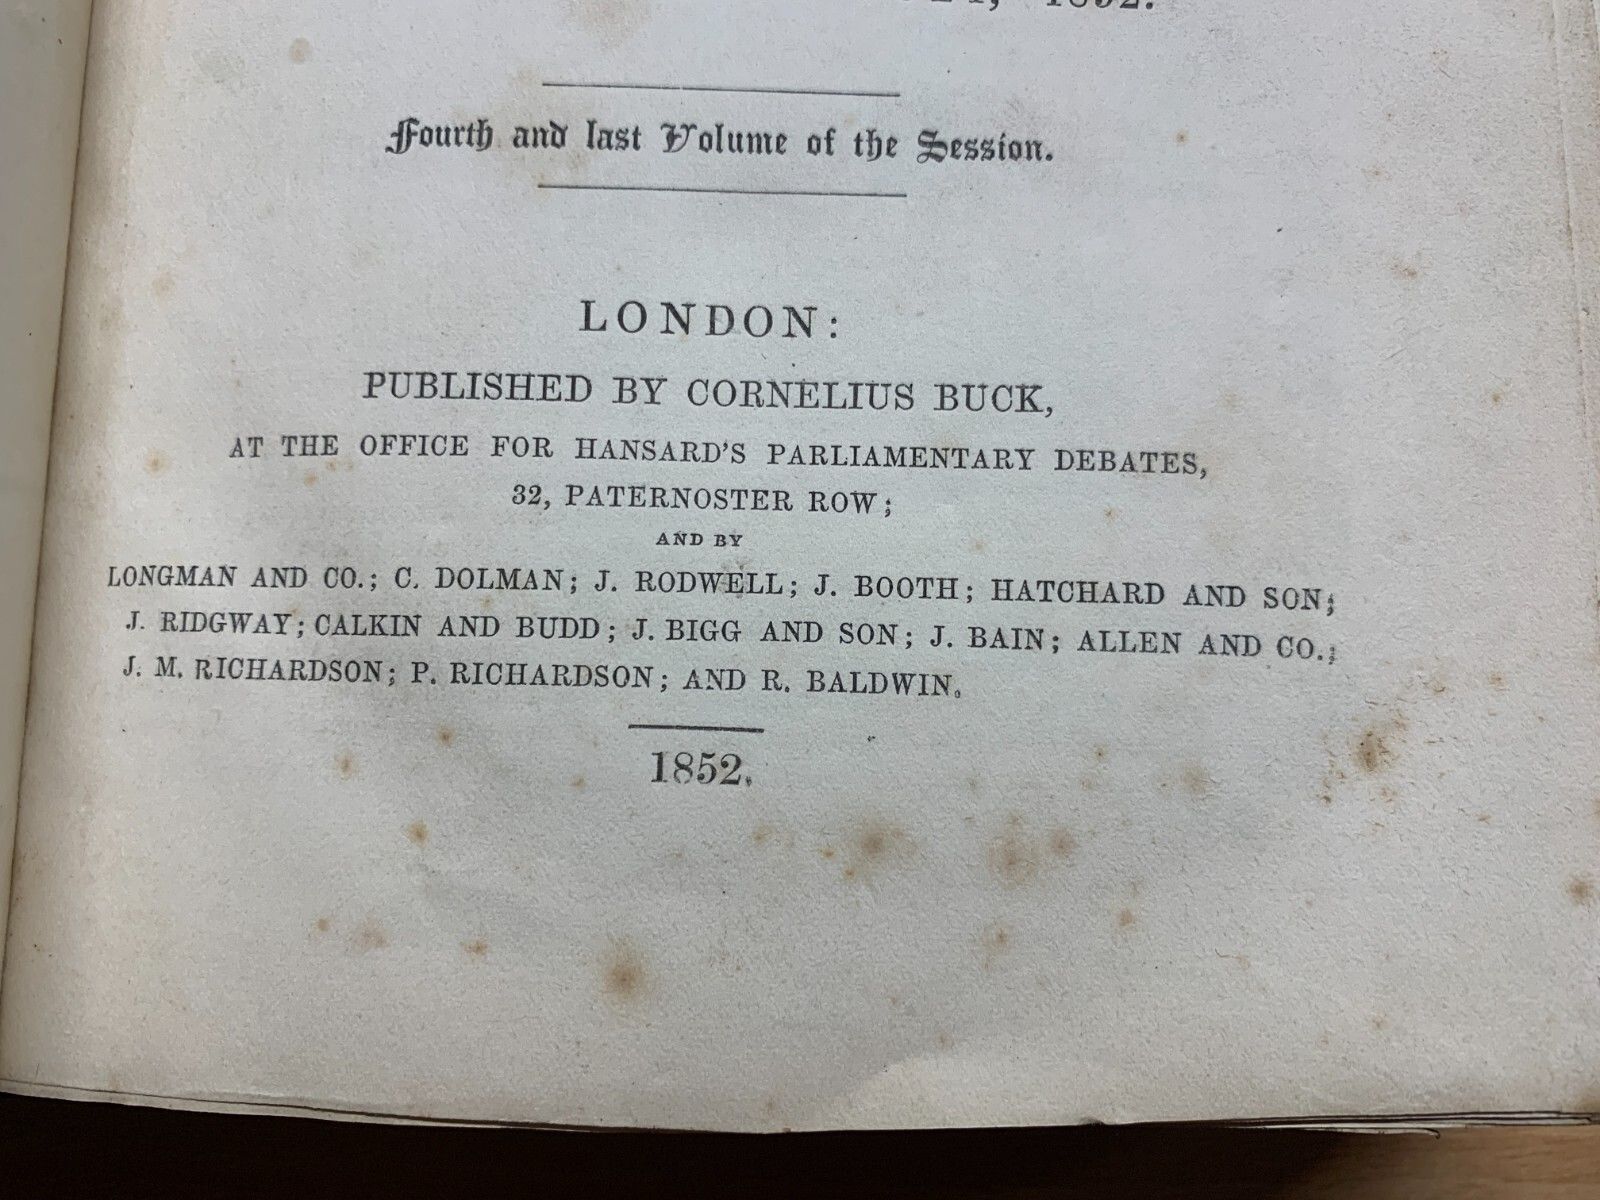 1852.
Fourth and last Volume of the Session.
LONDON:
PUBLISHED BY CORNELIUS BUCK,
AT THE OFFICE FOR HANSARD'S PARLIAMENTARY DEBATES,
32, PATERNOSTER ROW;
AND BY
LONGMAN AND CO.; C. DOLMAN; J. RODWELL; J. BOOTH; HATCHARD AND SON;
J. RIDGWAY; CALKIN AND BUDD; J. BIGG AND SON; J. BAIN; ALLEN AND CO.;
J. M. RICHARDSON; P. RICHARDSON; AND R. BALDWIN.
1852.